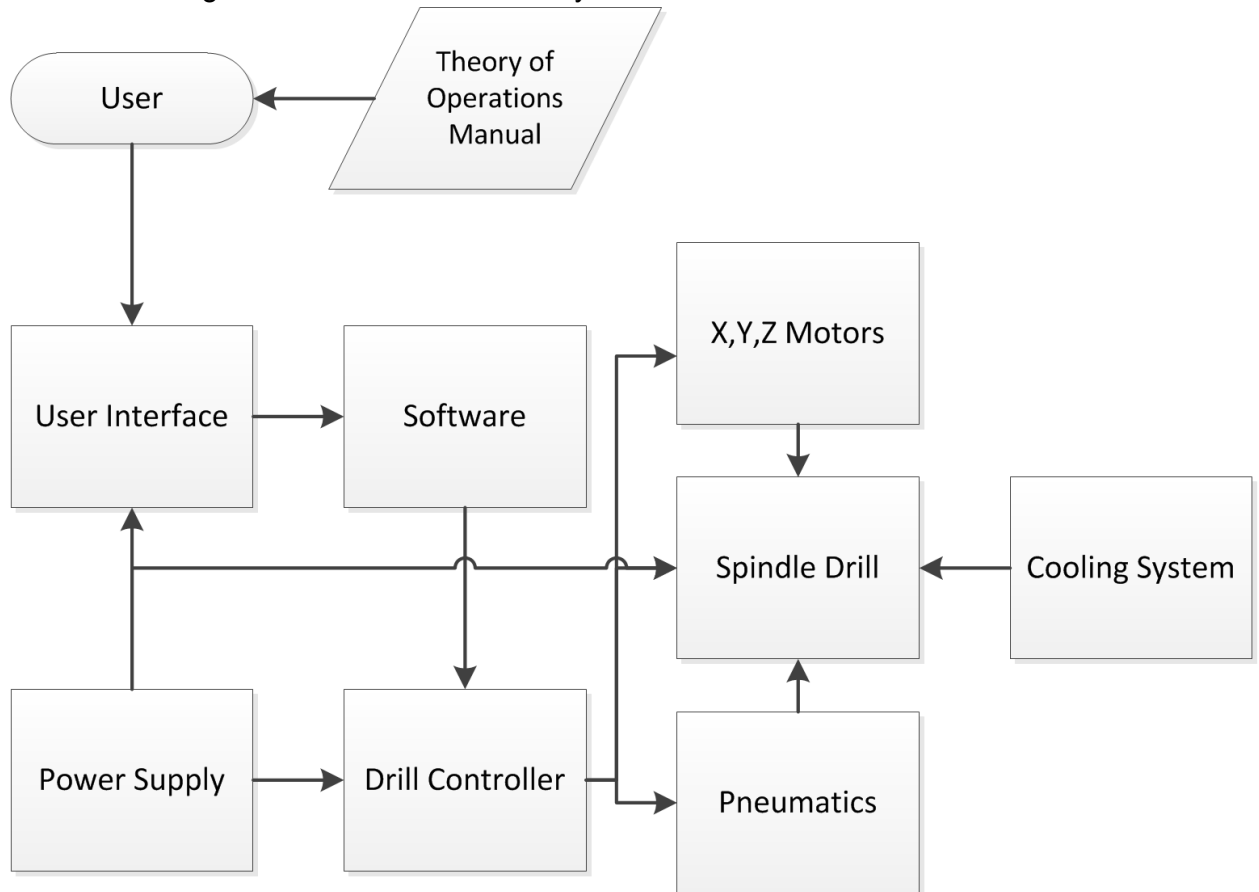 User
Theory of
Operations
Manual
X,Y,Z Motors
User Interface
Software
Spindle Drill
Cooling System
Power Supply
Drill Controller
Pneumatics